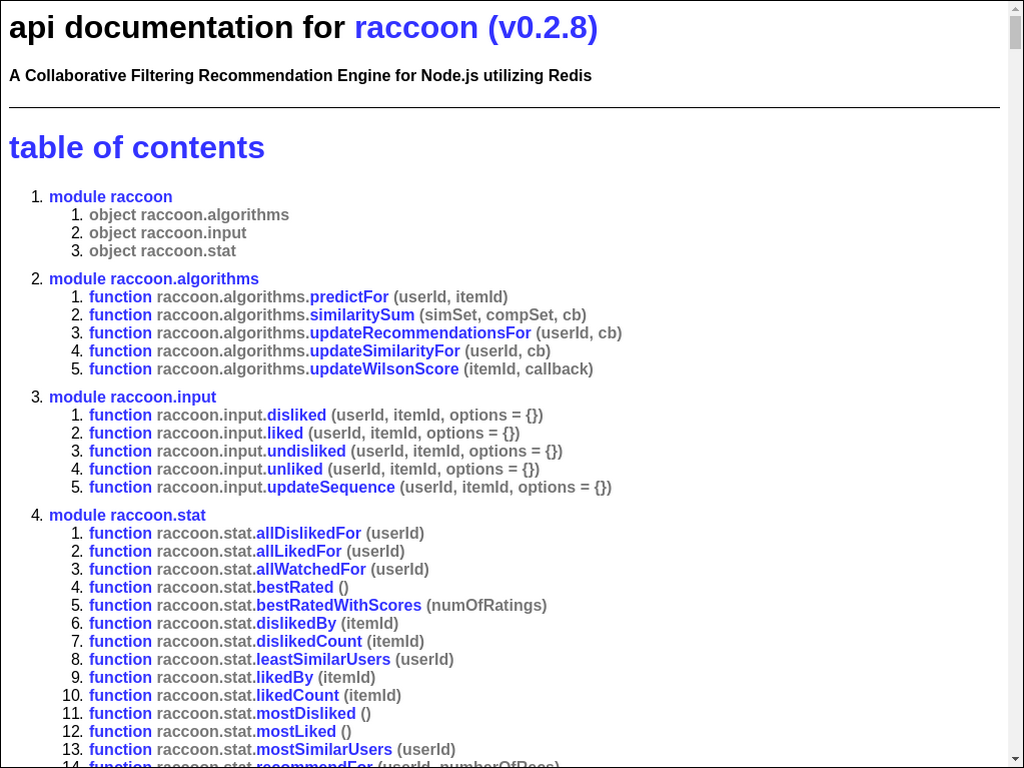 api documentation for raccoon (v0.2.8)
A Collaborative Filtering Recommendation Engine for Node.js utilizing Redis
table of contents
1. module raccoon
1. object raccoon.algorithms
2. object raccoon.input
3. object raccoon.stat
2. module raccoon.algorithms
1. function raccoon.algorithms.predictFor (userId, itemId)
2. function raccoon.algorithms.similaritySum (simSet, compSet, cb)
3. function raccoon.algorithms.updateRecommendationsFor (userId, cb)
4. function raccoon.algorithms.updateSimilarityFor (userId, cb)
5. function raccoon.algorithms.updateWilsonScore (itemId, callback)
3. module raccoon.input
1. function raccoon.input.disliked (userId, itemId, options = {})
2. function raccoon.input.liked (userId, itemId, options = {})
3. function raccoon.input.undisliked (userId, itemId, options = {})
4. function raccoon.input.unliked (userId, itemId, options = {})
5. function raccoon.input.updateSequence (userId, itemId, options = {})
4. module raccoon.stat
1. function raccoon.stat.allDislikedFor (userId)
2. function raccoon.stat.allLikedFor (userId)
3. function raccoon.stat.allWatchedFor (userId)
4. function raccoon.stat.bestRated ()
5. function raccoon.stat.bestRatedWithScores (numOfRatings)
6. function raccoon.stat.dislikedBy (itemId)
7. function raccoon.stat.dislikedCount (itemId)
8. function raccoon.stat.leastSimilarUsers (userId)
9. function raccoon.stat.likedBy (itemId)
10. function raccoon.stat.likedCount (itemId)
11. function raccoon.stat.mostDisliked ()
12. function raccoon.stat.mostLiked ()
13. function raccoon.stat.mostSimilarUsers (userId)
14. function raccoon.stat.recommendFor (userId, numberOfRecs)